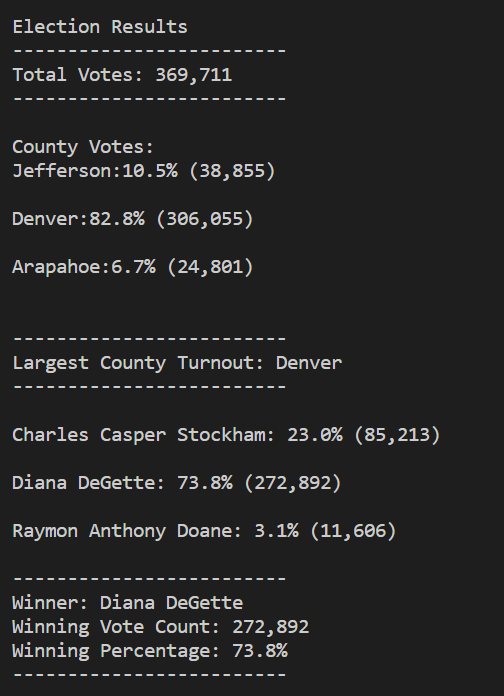 Election Results
-------------------------
Total Votes: 369,711
-------------------------
County Votes:
Jefferson:10.5% (38,855)
Denver:82.8% (306,055)
Arapahoe:6.7% (24,801)
-------------------------
Largest County Turnout: Denver
-------------------------
Charles Casper Stockham: 23.0% (85,213)
Diana DeGette: 73.8% (272,892)
Raymon Anthony Doane: 3.1% (11,606)
-------------------------
Winner: Diana DeGette
Winning Vote Count: 272,892
Winning Percentage: 73.8%
-------------------------